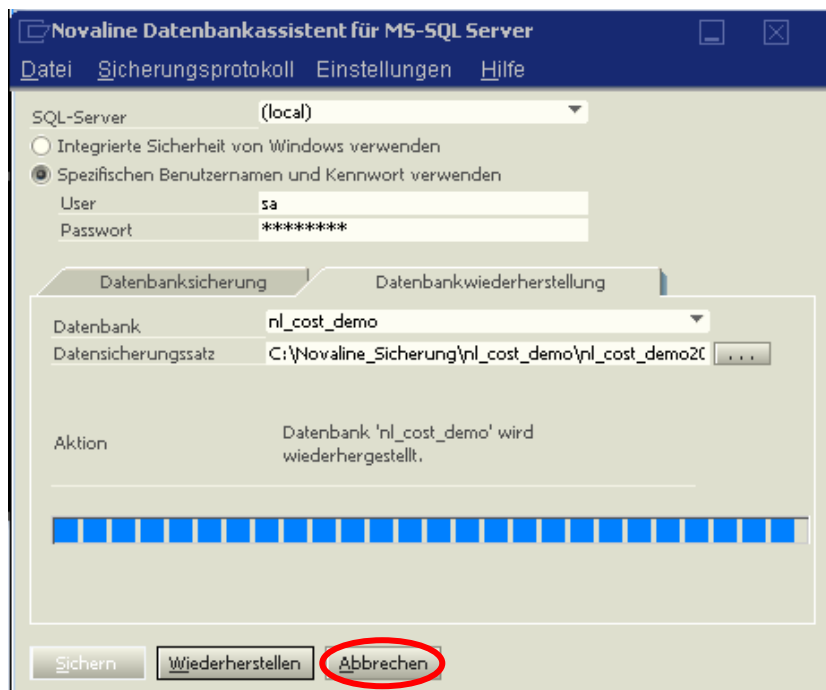 Novaline Datenbankassistent für MS-SQL Server
Datei Sicherungsprotokoll Einstellungen Hilfe
SQL-Server (local)
Integrierte Sicherheit von Windows verwenden
Spezifischen Benutzernamen und Kennwort verwenden
User sa
Passwort ********
Datenbanksicherung Datenbankwiederherstellung
Datenbank nl_cost_demo
Datensicherungssatz C:\Novaline_Sicherung\nl_cost_demo\nl_cost_demo20 ...
Aktion Datenbank 'nl_cost_demo' wird
wiederhergestellt.
Sichern Wiederherstellen Abbrechen